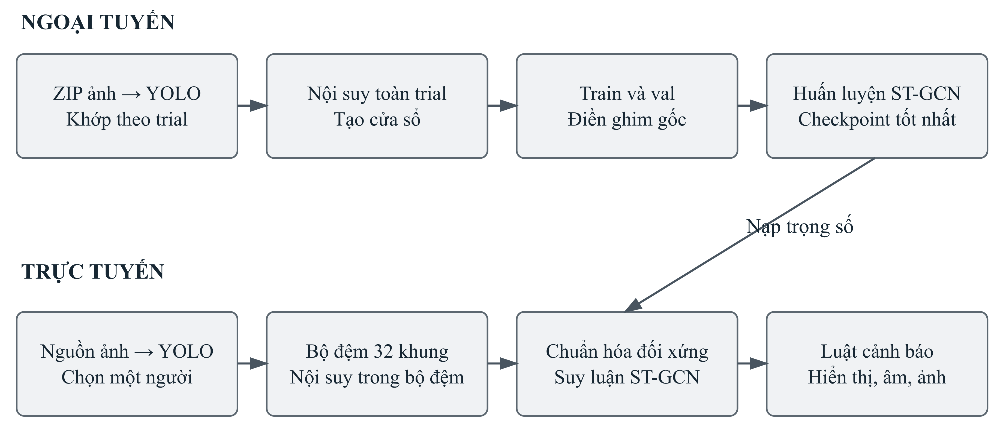 NGOẠI TUYẾN
ZIP ảnh → YOLO
Khớp theo trial
Nội suy toàn trial
Tạo cửa sổ
Train và val
Điền ghim gốc
Huấn luyện ST-GCN
Checkpoint tốt nhất
Nạp trọng số
TRỰC TUYẾN
Nguồn ảnh → YOLO
Chọn một người
Bộ đệm 32 khung
Nội suy trong bộ đệm
Chuẩn hóa đối xứng
Suy luận ST-GCN
Luật cảnh báo
Hiển thị, âm, ảnh